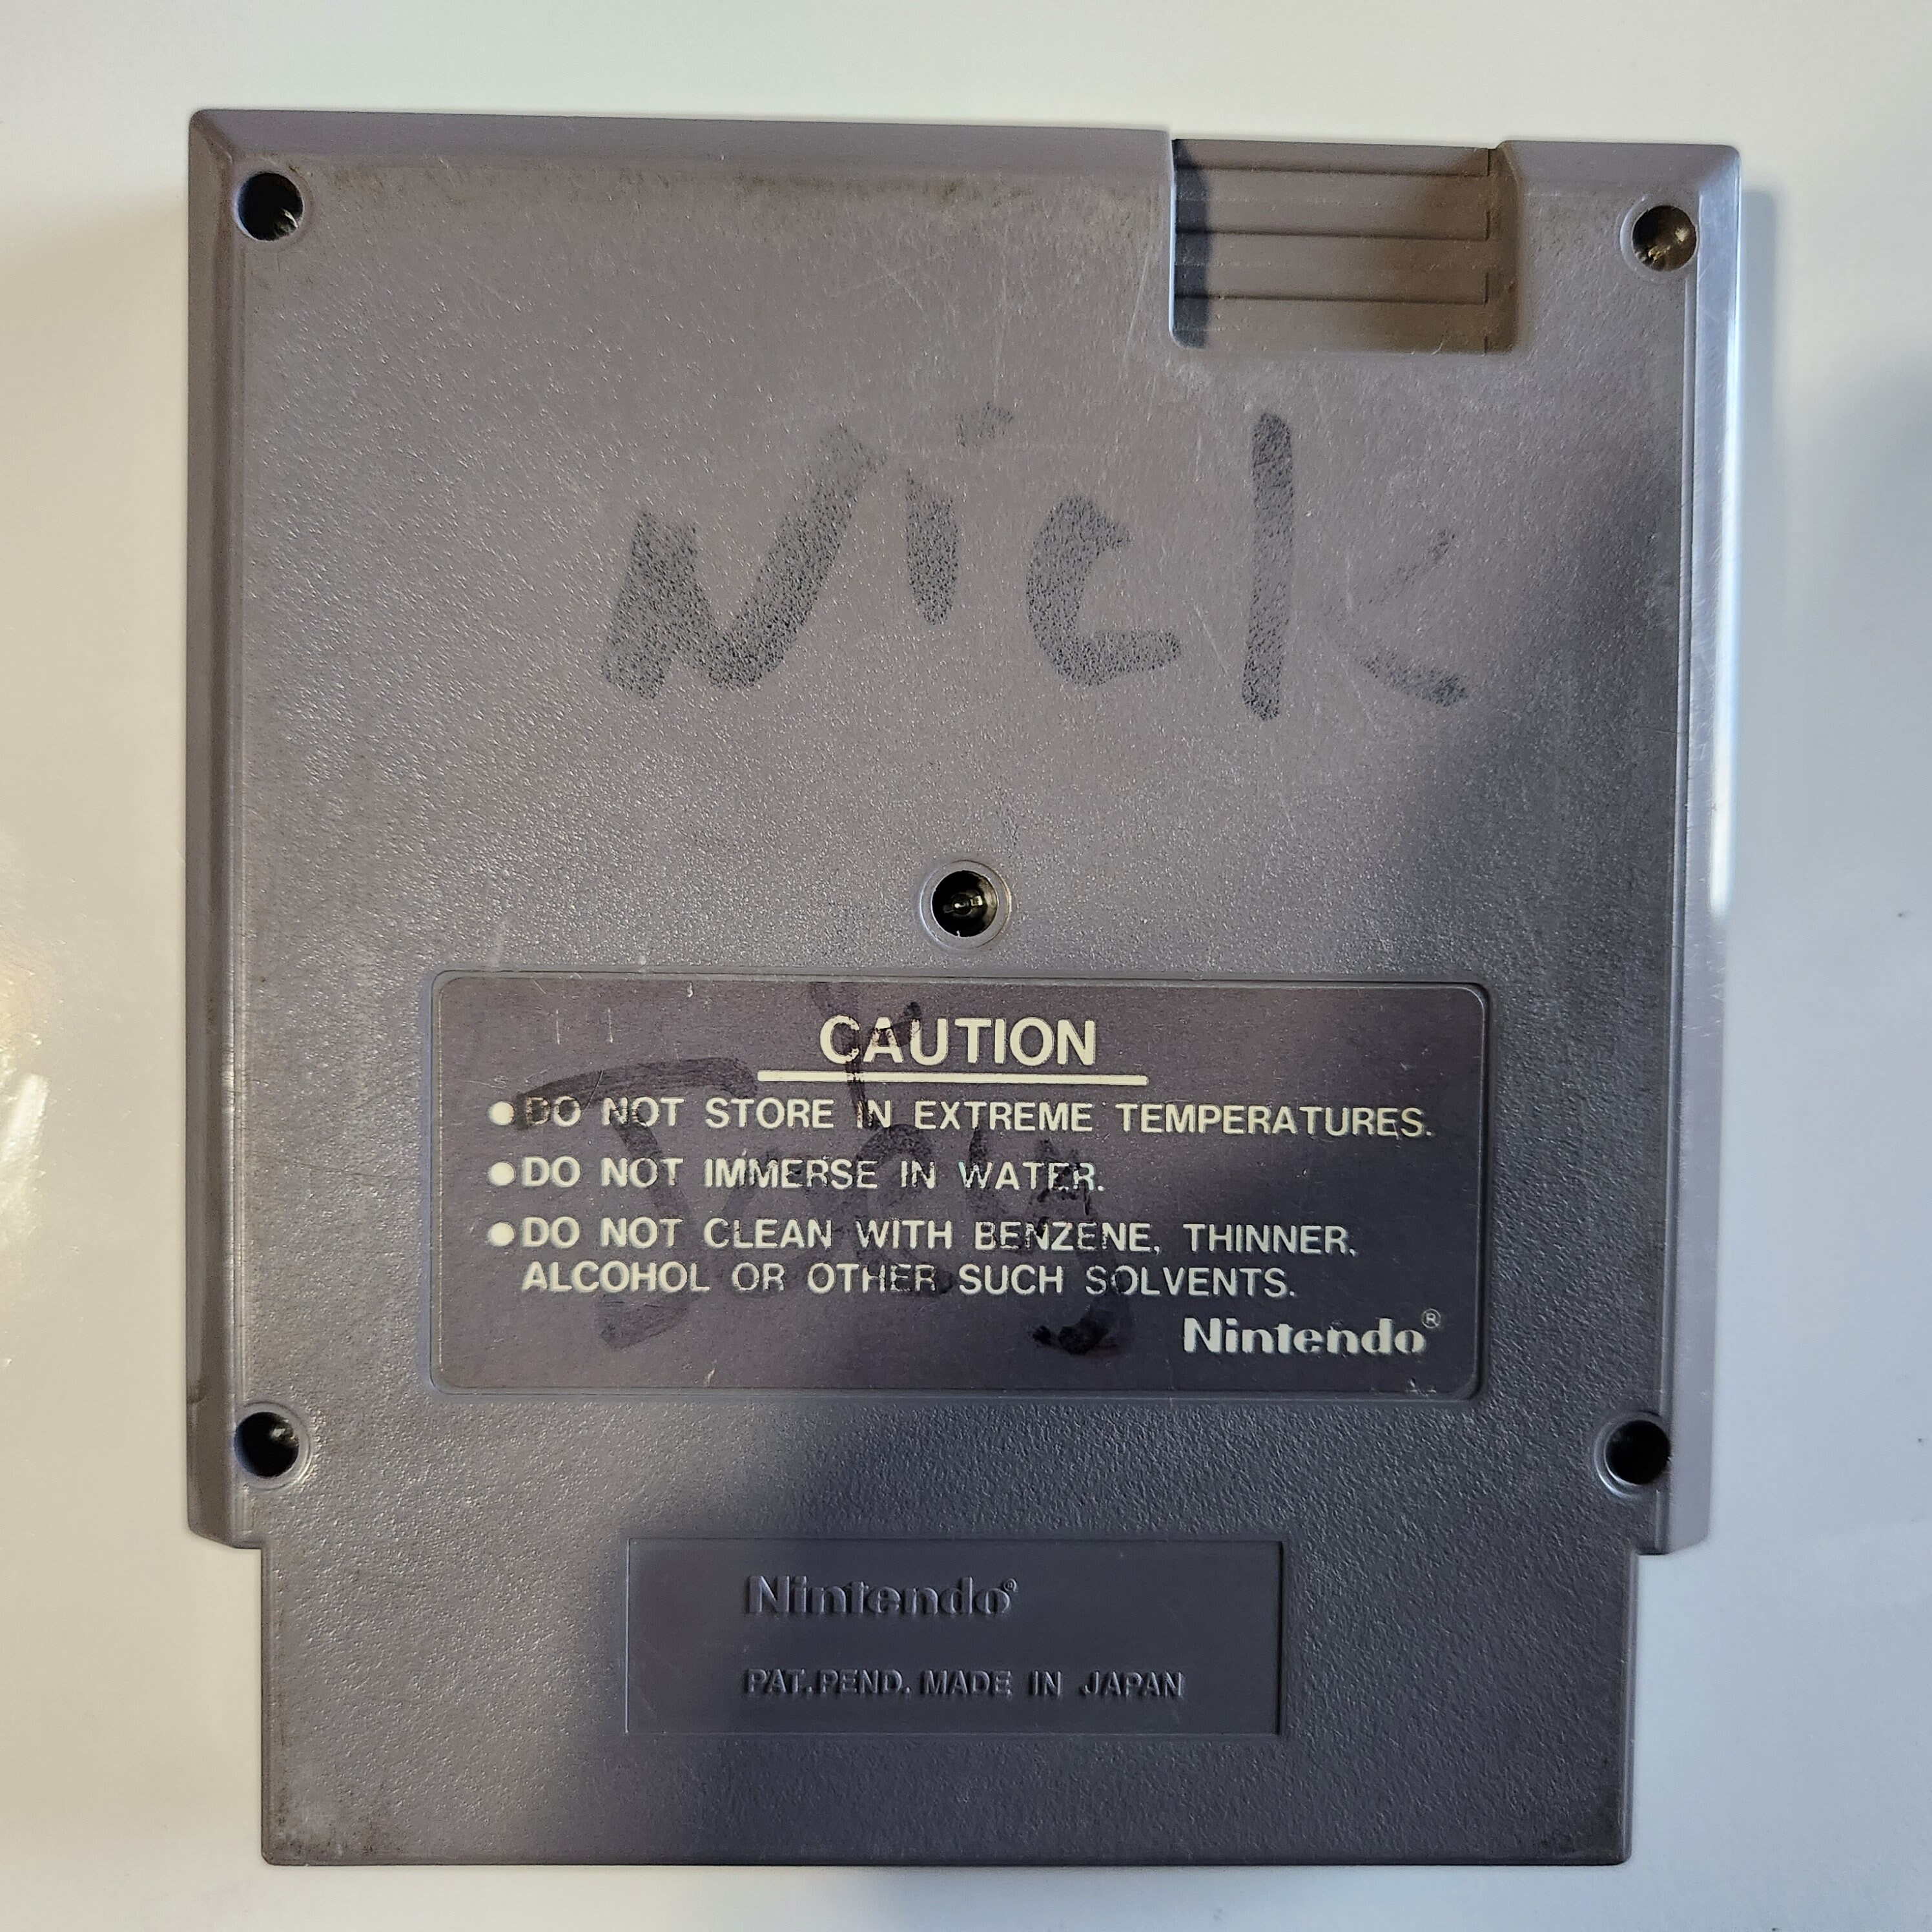 Nick
CAUTION
●DO NOT STORE IN EXTREME TEMPERATURES.
●DO NOT IMMERSE IN WATER.
●DO NOT CLEAN WITH BENZENE, THINNER,
ALCOHOL OR OTHER SUCH SOLVENTS.
Nintendo®
Nintendo®
PAT. PEND. MADE IN JAPAN